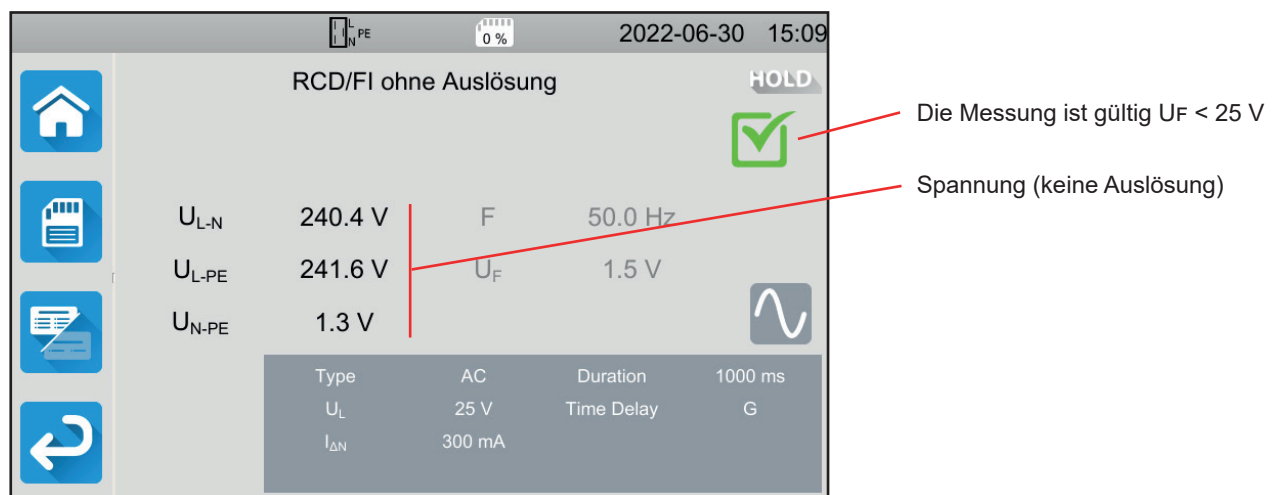 L
N PE
0 %
2022-06-30 15:09
RCD/FI ohne Auslösung
HOLD
Die Messung ist gültig UF < 25 V
Spannung (keine Auslösung)
UL-N 240.4 V F 50.0 Hz
UL-PE 241.6 V UF 1.5 V
UN-PE 1.3 V
Type AC Duration 1000 ms
UL 25 V Time Delay G
IΔN 300 mA